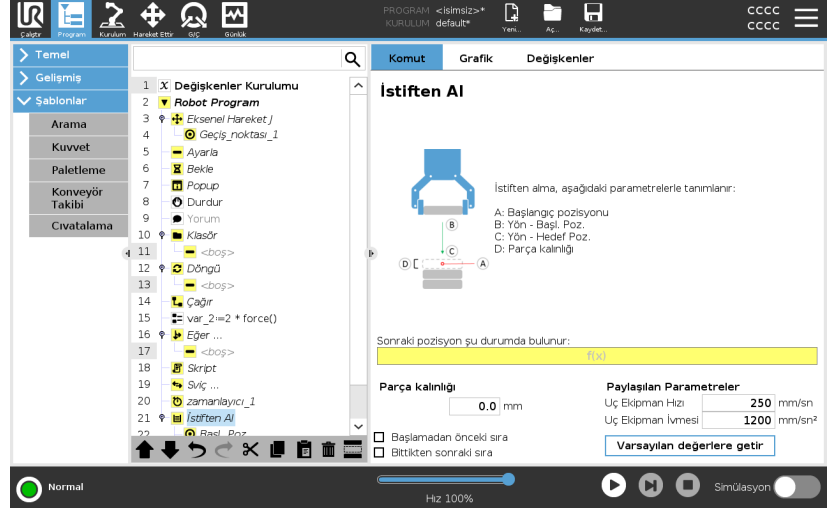 PROGRAM <isimsiz>*
KURULUM default*
CCCC
CCCC
Çalıştır
Program
Kurulum
Hareket Ettir
G/Ç
Günlük
Yeni...
Aç...
Kaydet...
Temel
Gelişmiş
Şablonlar
Arama
Kuvvet
Paletleme
Konveyör
Takibi
Cıvatalama
1 Değişkenler Kurulumu
2 Robot Program
3 Eksenel Hareket J
4 Geçiş_noktası_1
5 Ayarla
6 Bekle
7 Popup
8 Durdur
9 Yorum
10 Klasör
11 <boş>
12 Döngü
13 <boş>
14 Çağır
15 var_2:=2 * force()
16 Eğer ...
17 <boş>
18 Skript
19 Sviç ...
20 zamanlayıcı_1
21 İstiften Al
22 Başl. Poz.
Komut
Grafik
Değişkenler
İstiften Al
İstiften alma, aşağıdaki parametrelerle tanımlanır:
A: Başlangıç pozisyonu
B: Yön - Başl. Poz.
C: Yön - Hedef Poz.
D: Parça kalınlığı
B
C
D
A
Sonraki pozisyon şu durumda bulunur:
f(x)
Parça kalınlığı
0.0 mm
Başlamadan önceki sıra
Bittikten sonraki sıra
Paylaşılan Parametreler
Uç Ekipman Hızı 250 mm/sn
Uç Ekipman İvmesi 1200 mm/sn²
Varsayılan değerlere getir
Normal
Hız 100%
Simülasyon